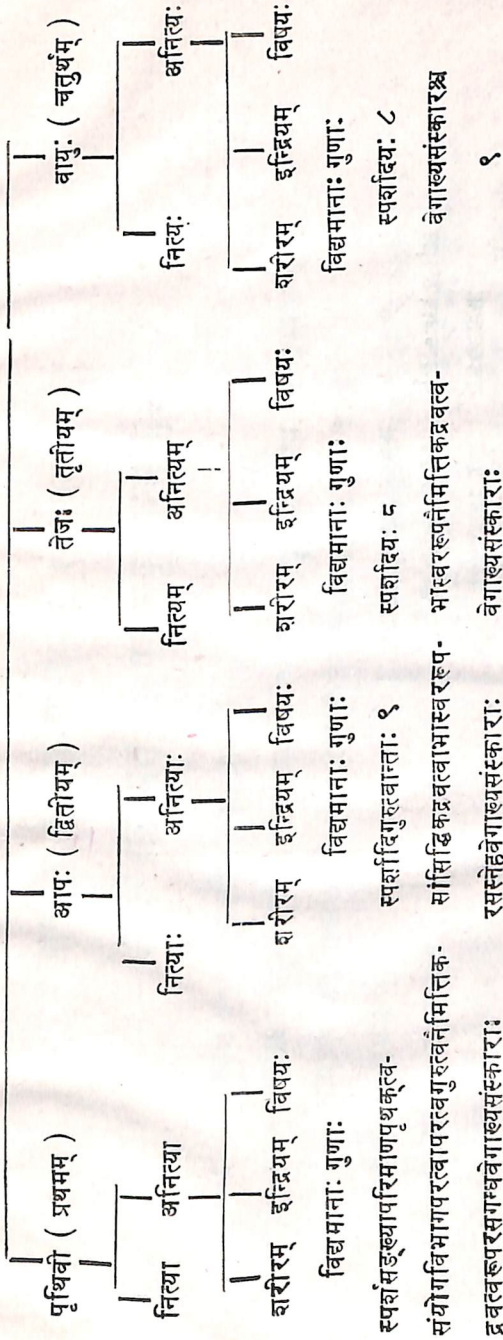 पृथिवी ( प्रथमम् ) आपः ( द्वितीयम् ) तेजः ( तृतीयम् ) वायुः ( चतुर्थम् )
नित्या अनित्या नित्याः अनित्याः नित्यम् अनित्यम् नित्यः अनित्यः
शरीरम् इन्द्रियम् विषयः शरीरम् इन्द्रियम् विषयः शरीरम् इन्द्रियम् विषयः शरीरम् इन्द्रियम् विषयः
विद्यमानाः गुणाः विद्यमानाः गुणाः विद्यमानाः गुणाः विद्यमानाः गुणाः
स्पर्शसङ्ख्यापरिमाणपृथक्त्व- स्पर्शादिगुरुत्वान्ताः ९ स्पर्शादयः ८ स्पर्शादयः ८
संयोगविभागपरत्वापरत्वगुरुत्वनैमित्तिक- सांसिद्धिकद्रवत्वाभास्वररूप- भास्वररूपनैमित्तिकद्रवत्व- वेगाख्यसंस्कारश्च
द्रवत्वरूपरसगन्धवेगाख्यसंस्काराः रसस्नेहवेगाख्यसंस्काराः वेगाख्यसंस्काराः ९